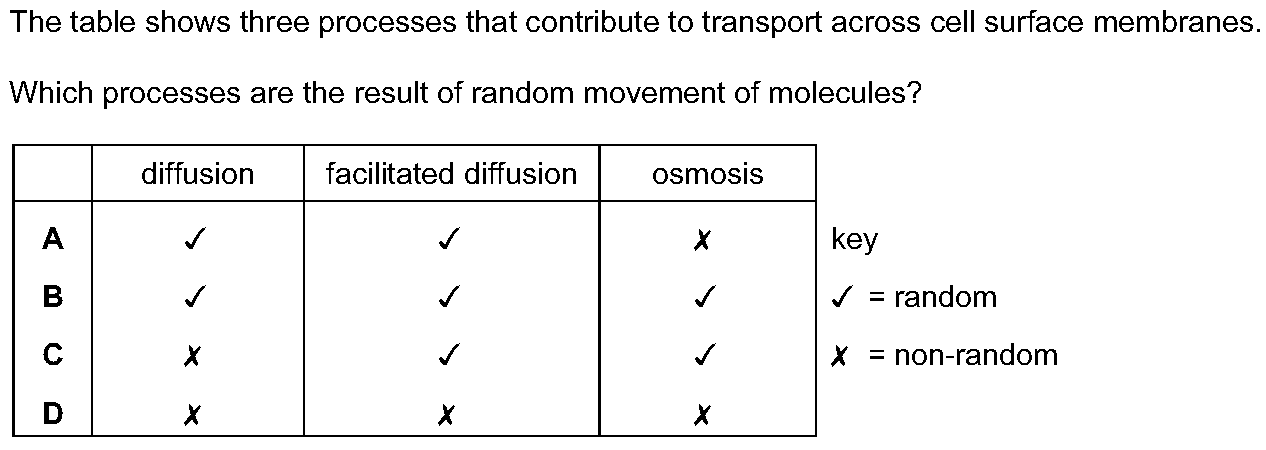 The table shows three processes that contribute to transport across cell surface membranes.
Which processes are the result of random movement of molecules?
diffusion facilitated diffusion osmosis
A ✓ ✓ ✗ key
B ✓ ✓ ✓ ✓ = random
C ✗ ✓ ✓ ✗ = non-random
D ✗ ✗ ✗